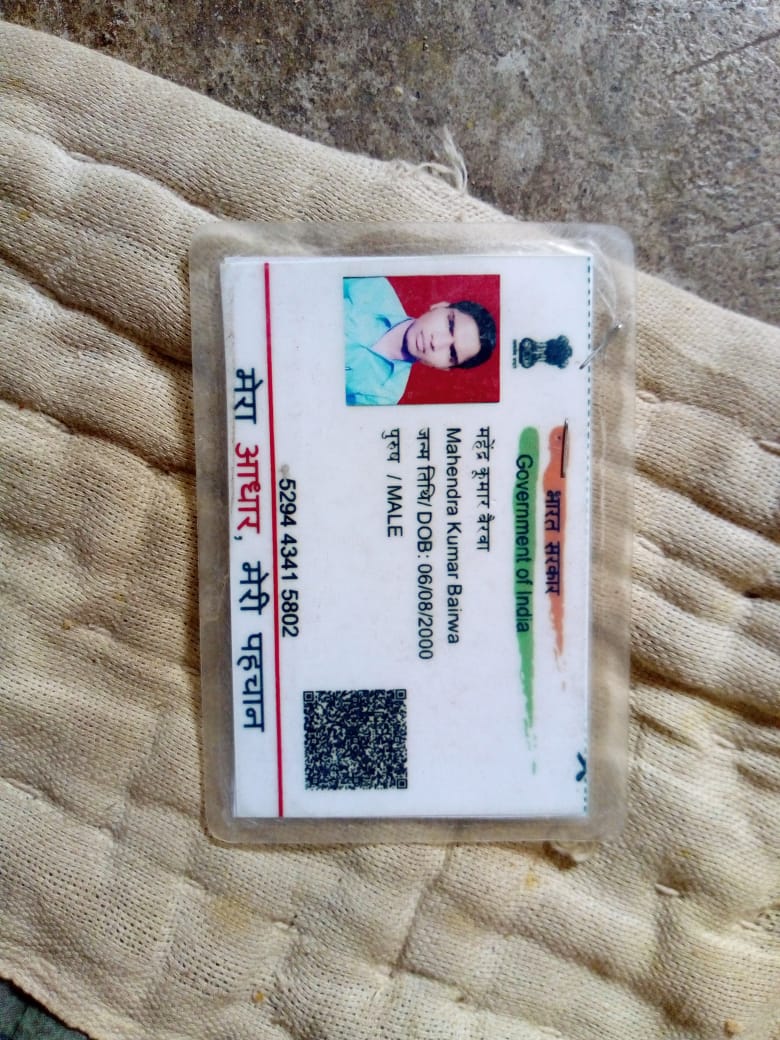 भारत सरकार
Government of India
महेंद्र कुमार बैरवा
Mahendra Kumar Bairwa
जन्म तिथि/ DOB: 06/08/2000
पुरुष / MALE
5294 4341 5802
मेरा आधार, मेरी पहचान